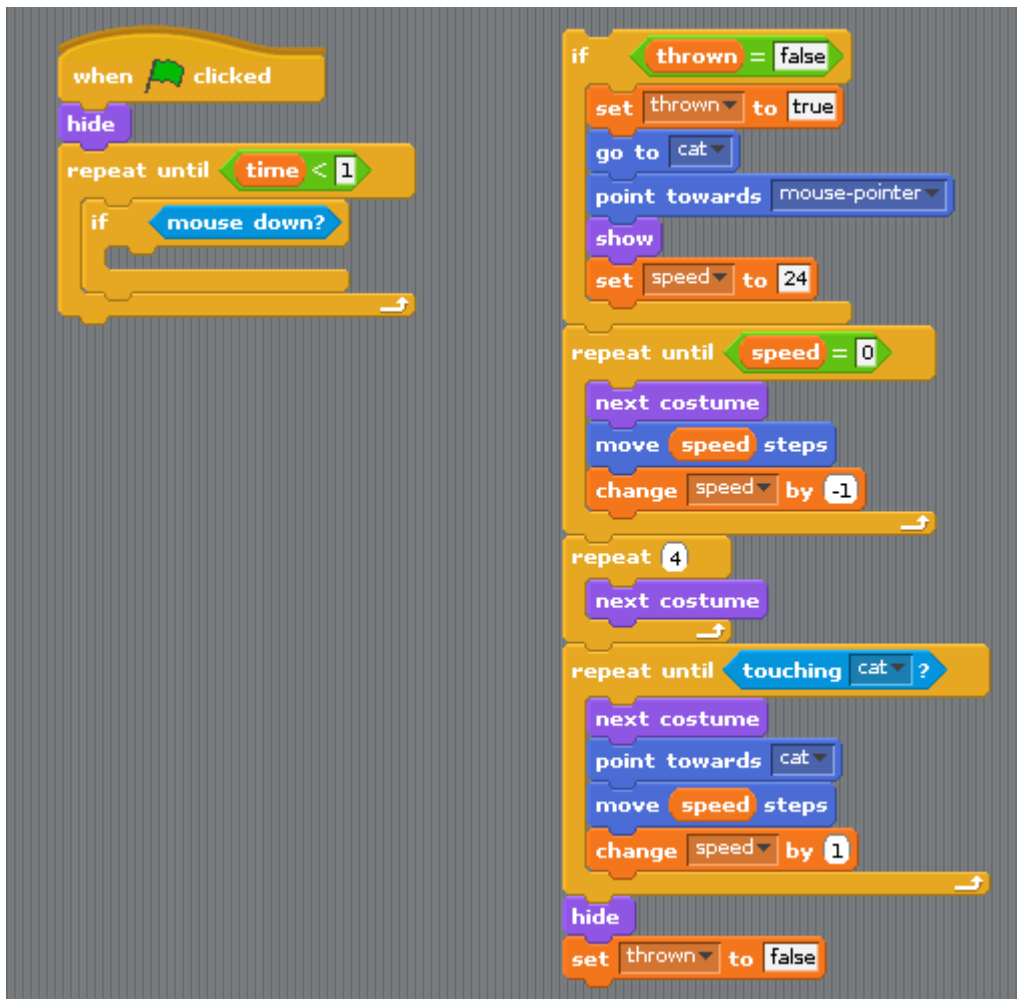 when clicked
hide
repeat until time < 1
if mouse down?
if thrown = false
set thrown to true
go to cat
point towards mouse-pointer
show
set speed to 24
repeat until speed = 0
next costume
move speed steps
change speed by -1
repeat 4
next costume
repeat until touching cat ?
next costume
point towards cat
move speed steps
change speed by 1
hide
set thrown to false